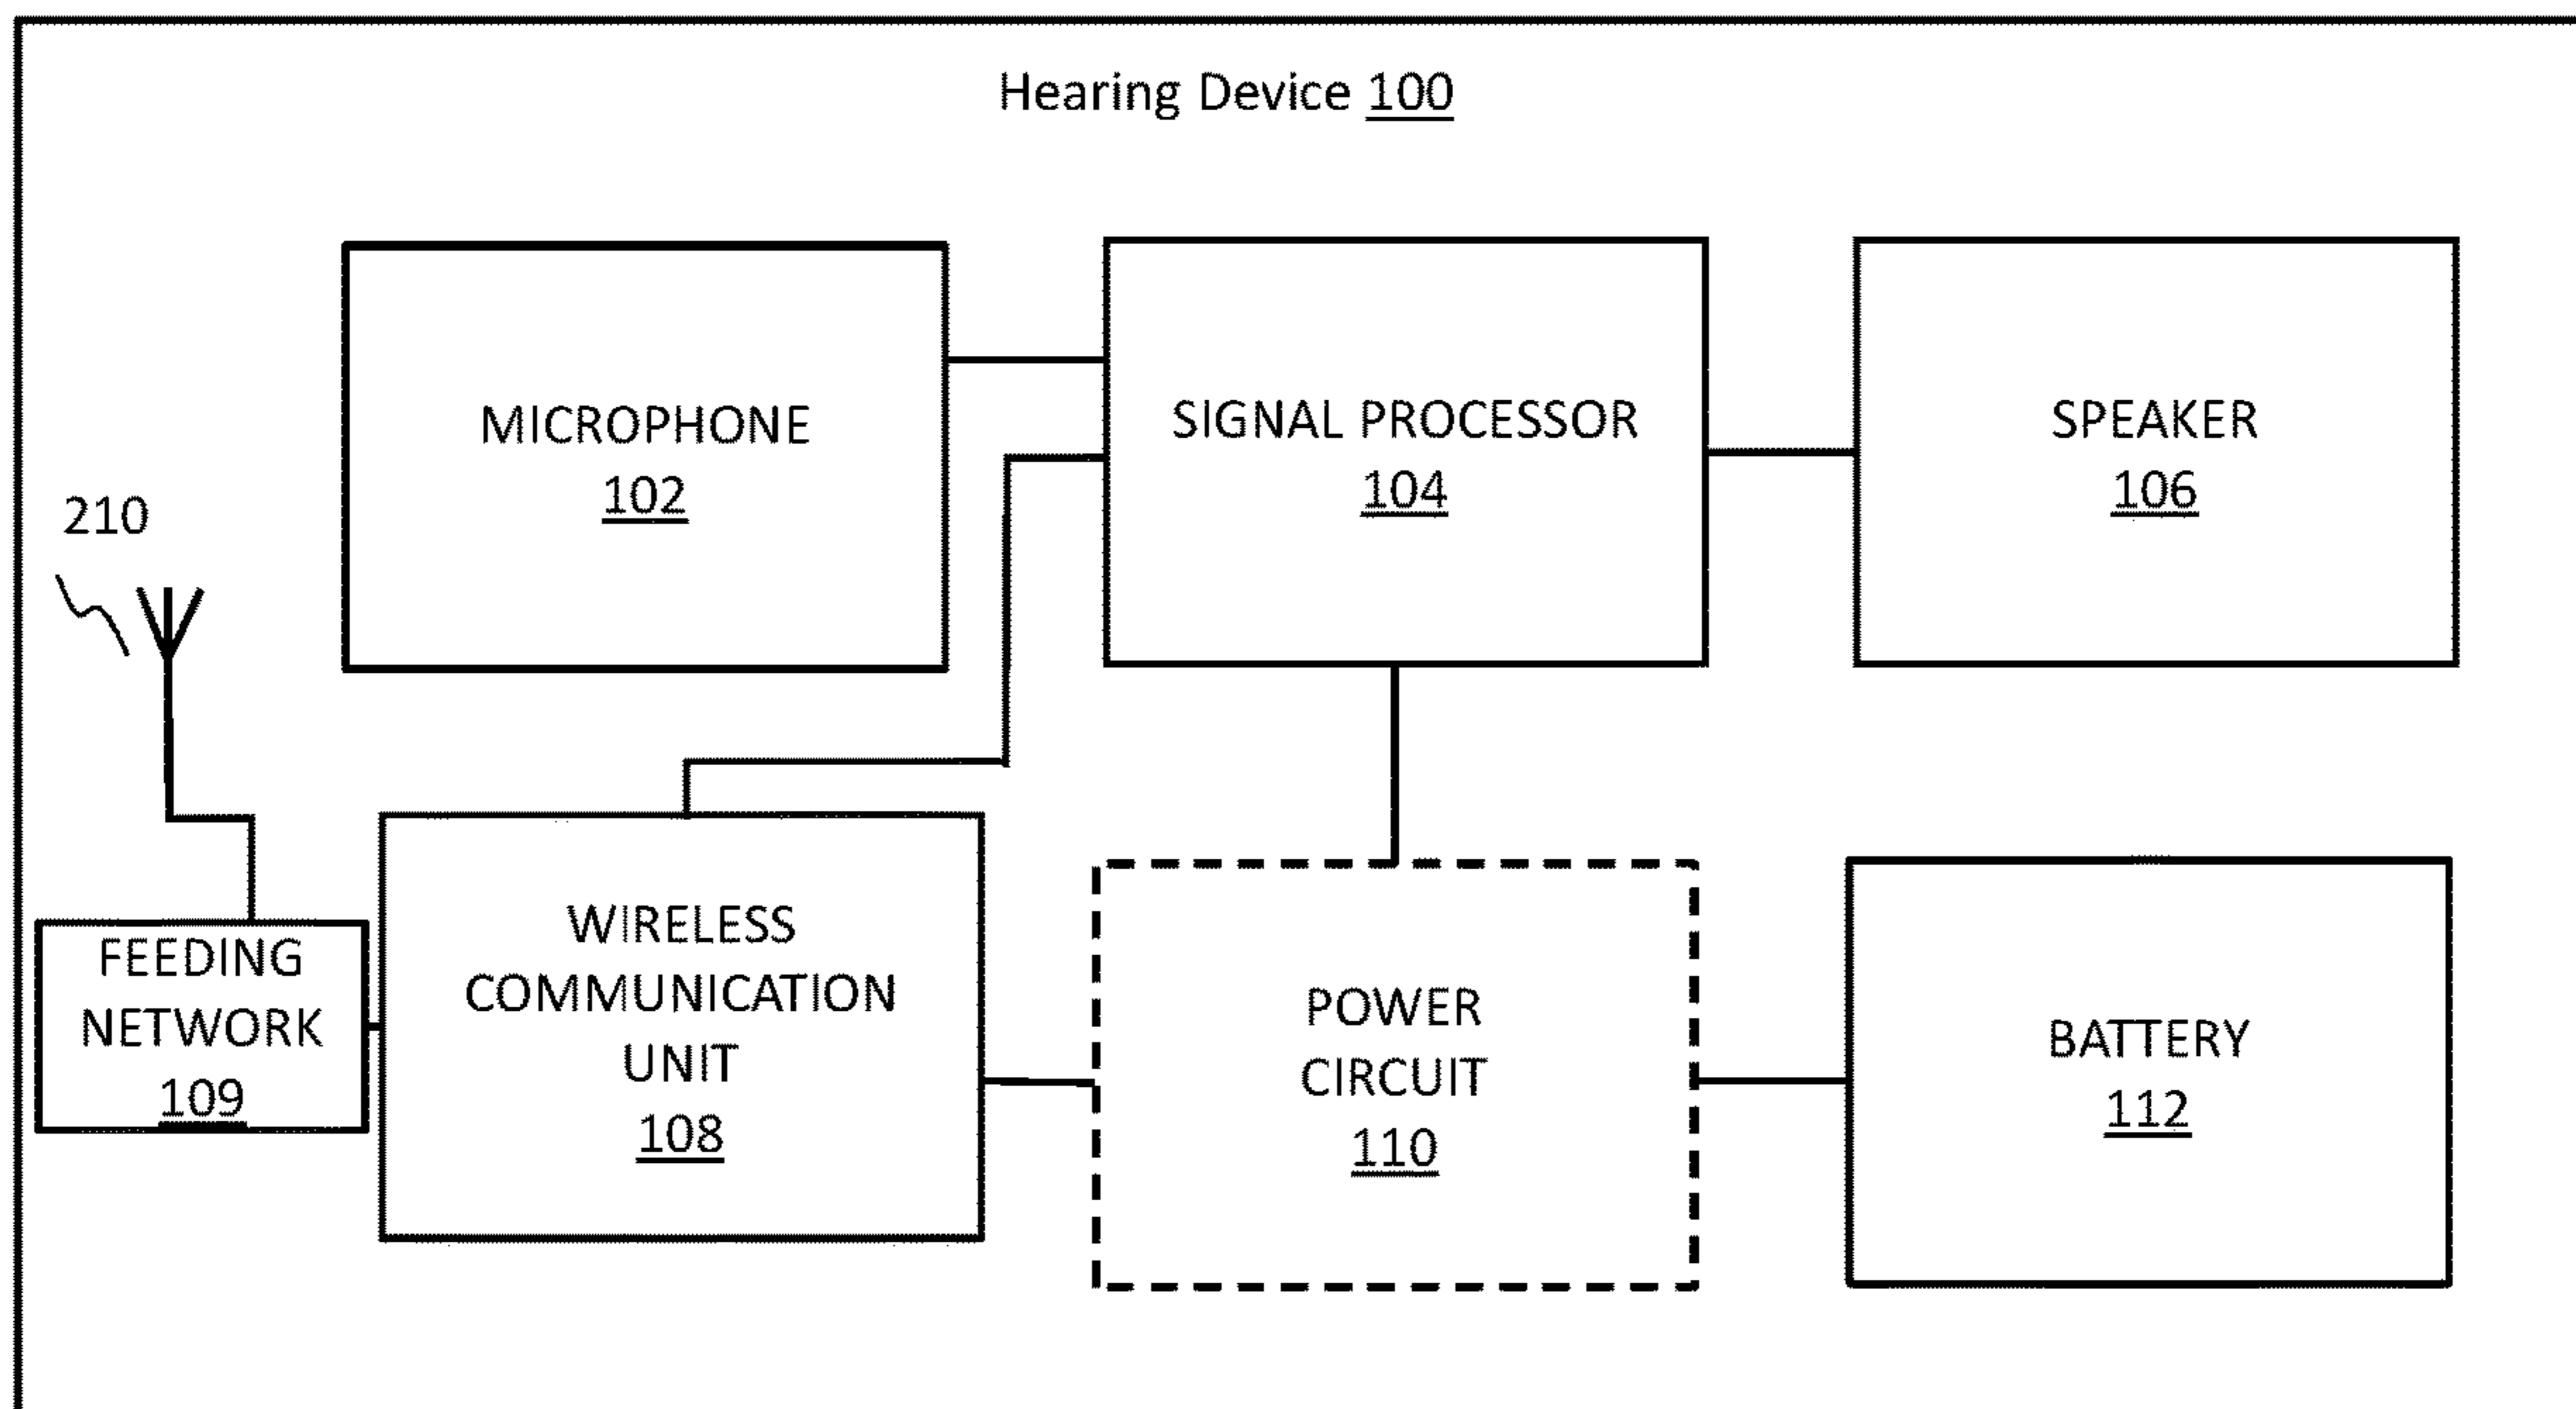 Hearing Device 100
MICROPHONE
102
SIGNAL PROCESSOR
104
SPEAKER
106
210
FEEDING
NETWORK
109
WIRELESS
COMMUNICATION
UNIT
108
POWER
CIRCUIT
110
BATTERY
112